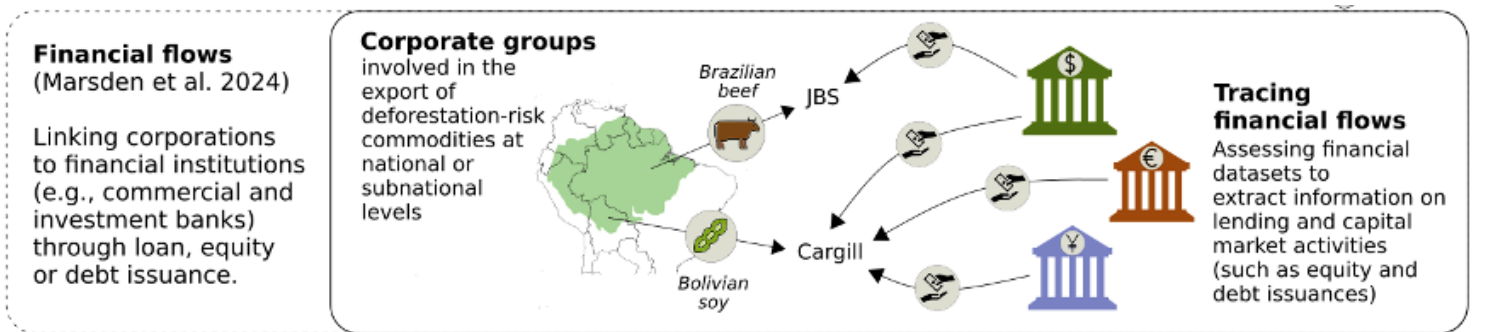 Financial flows
(Marsden et al. 2024)
Linking corporations
to financial institutions
(e.g., commercial and
investment banks)
through loan, equity
or debt issuance.
Corporate groups
involved in the
export of
deforestation-risk
commodities at
national or
subnational
levels
Brazilian
beef
JBS
Bolivian
soy
Cargill
$
€
¥
Tracing
financial flows
Assessing financial
datasets to
extract information on
lending and capital
market activities
(such as equity and
debt issuances)